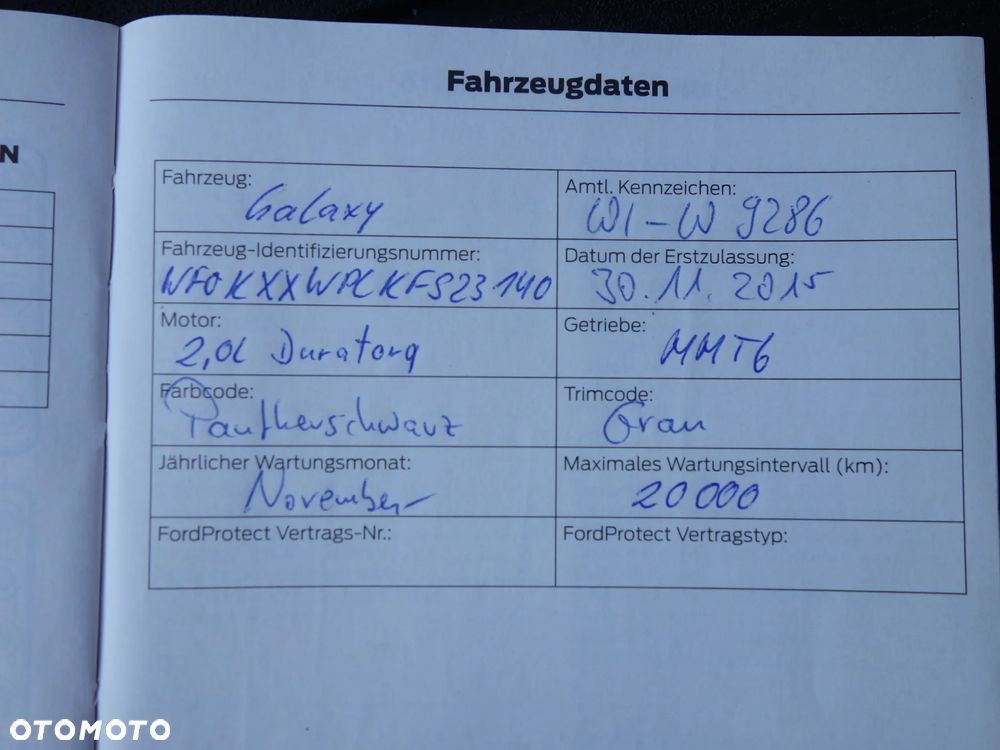 N
Fahrzeugdaten
Fahrzeug: Galaxy
Amtl. Kennzeichen: WI-W 9286
Fahrzeug-Identifizierungsnummer: WF0KXXWPCKFS23140
Datum der Erstzulassung: 30.11.2015
Motor: 2,0l Duratorq
Getriebe: MMT6
Farbcode: Pantherschwarz
Trimcode: Grau
Jährlicher Wartungsmonat: November
Maximales Wartungsintervall (km): 20000
FordProtect Vertrags-Nr.:
FordProtect Vertragstyp:
OTOMOTO